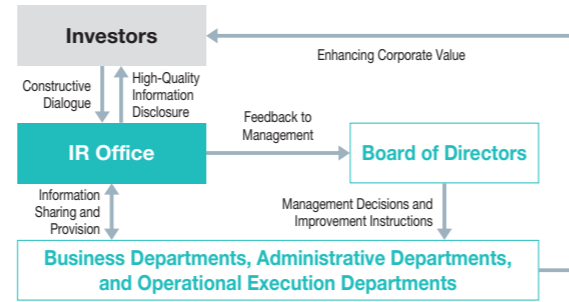 Investors
Enhancing Corporate Value
Constructive
Dialogue
High-Quality
Information
Disclosure
IR Office
Feedback to
Management
Board of Directors
Information
Sharing and
Provision
Management Decisions and
Improvement Instructions
Business Departments, Administrative Departments,
and Operational Execution Departments